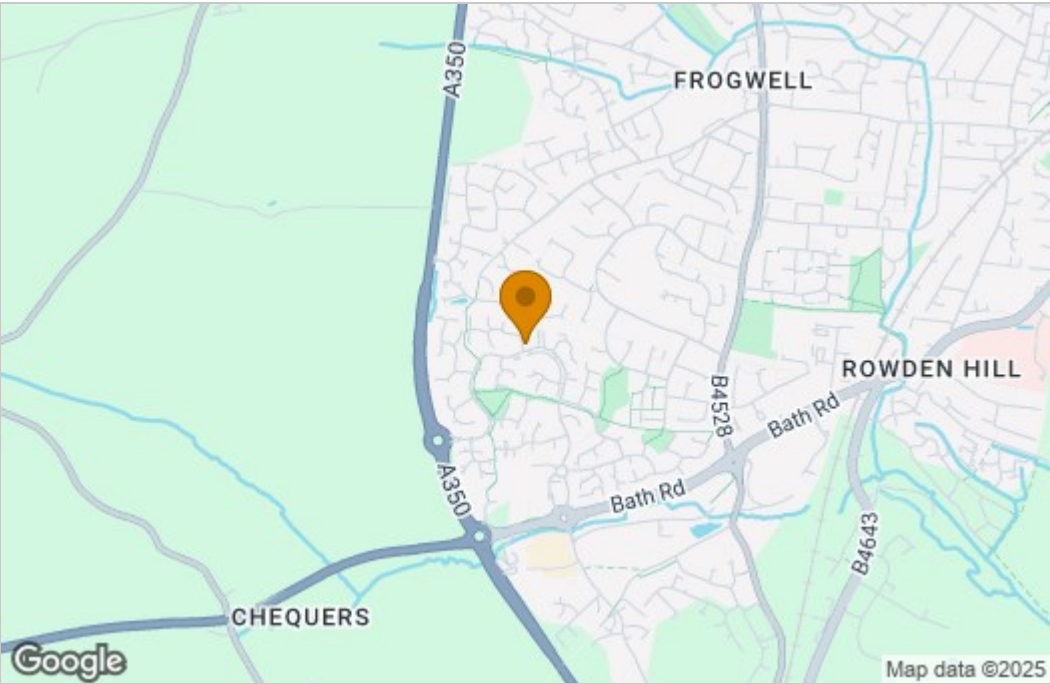 A350
FROGWELL
ROWDEN HILL
B4528
Bath Rd
A350
Bath Rd
B4643
CHEQUERS
Google
Map data ©2025